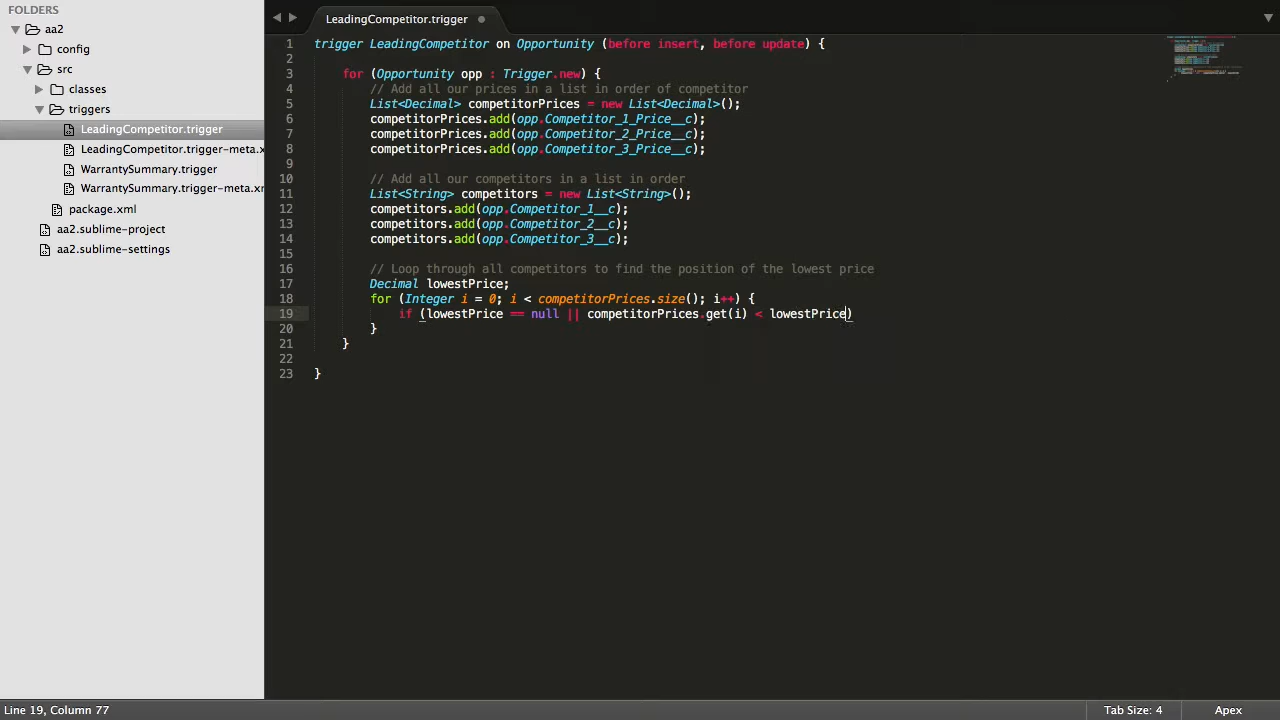 FOLDERS
aa2
config
src
classes
triggers
LeadingCompetitor.trigger
LeadingCompetitor.trigger-meta.x
WarrantySummary.trigger
WarrantySummary.trigger-meta.xr
package.xml
aa2.sublime-project
aa2.sublime-settings
LeadingCompetitor.trigger
1 trigger LeadingCompetitor on Opportunity (before insert, before update) {
2
3 for (Opportunity opp : Trigger.new) {
4 // Add all our prices in a list in order of competitor
5 List<Decimal> competitorPrices = new List<Decimal>();
6 competitorPrices.add(opp.Competitor_1_Price__c);
7 competitorPrices.add(opp.Competitor_2_Price__c);
8 competitorPrices.add(opp.Competitor_3_Price__c);
9
10 // Add all our competitors in a list in order
11 List<String> competitors = new List<String>();
12 competitors.add(opp.Competitor_1__c);
13 competitors.add(opp.Competitor_2__c);
14 competitors.add(opp.Competitor_3__c);
15
16 // Loop through all competitors to find the position of the lowest price
17 Decimal lowestPrice;
18 for (Integer i = 0; i < competitorPrices.size(); i++) {
19 if (lowestPrice == null || competitorPrices.get(i) < lowestPrice)
20 }
21 }
22
23 }
Line 19, Column 77
Tab Size: 4
Apex